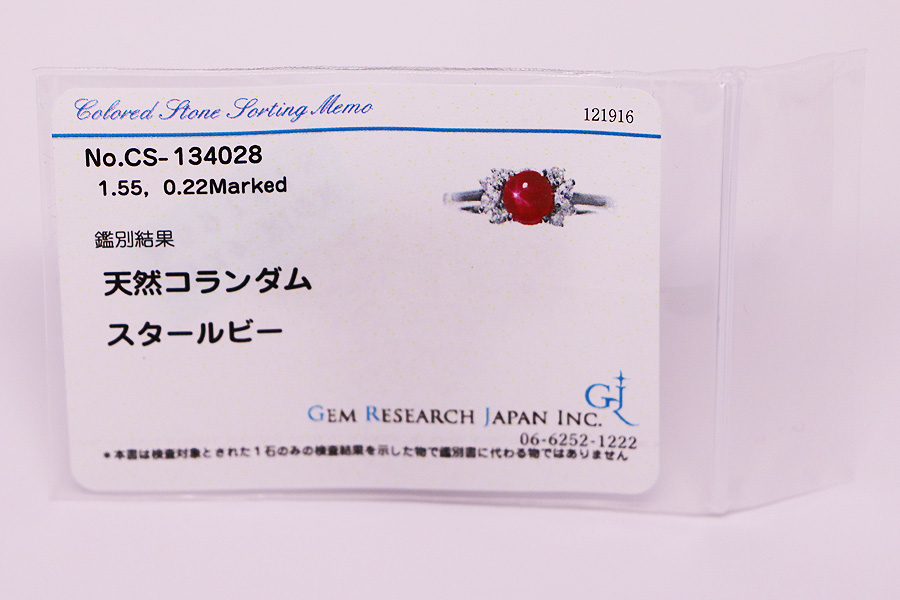 Colored Stone Sorting Memo
121916
No.CS-134028
1.55, 0.22Marked
鑑別結果
天然コランダム
スタールビー
GJ
GEM RESEARCH JAPAN INC.
06-6252-1222
*本書は検査対象とされた1石のみの検査結果を示した物で鑑別書に代わる物ではありません